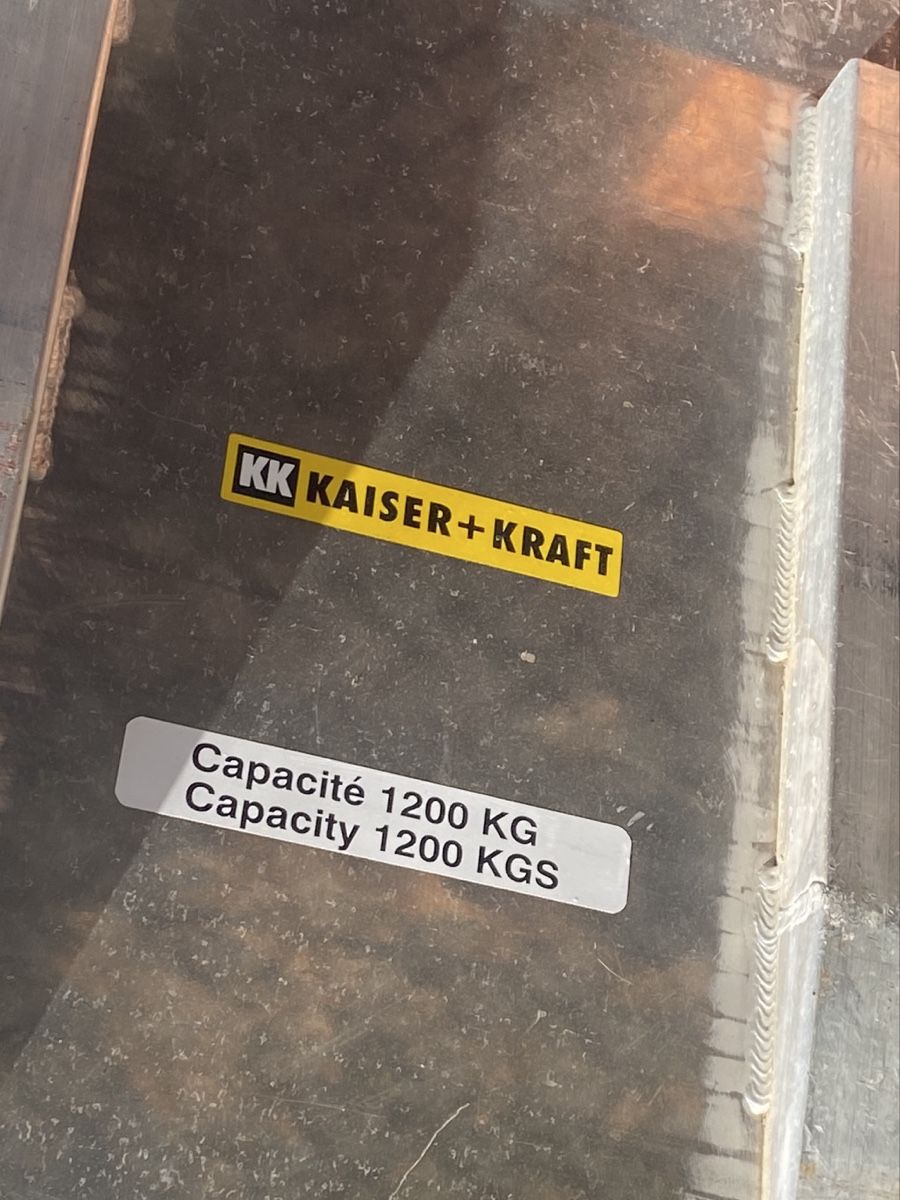 KK KAISER+KRAFT
Capacité 1200 KG
Capacity 1200 KGS